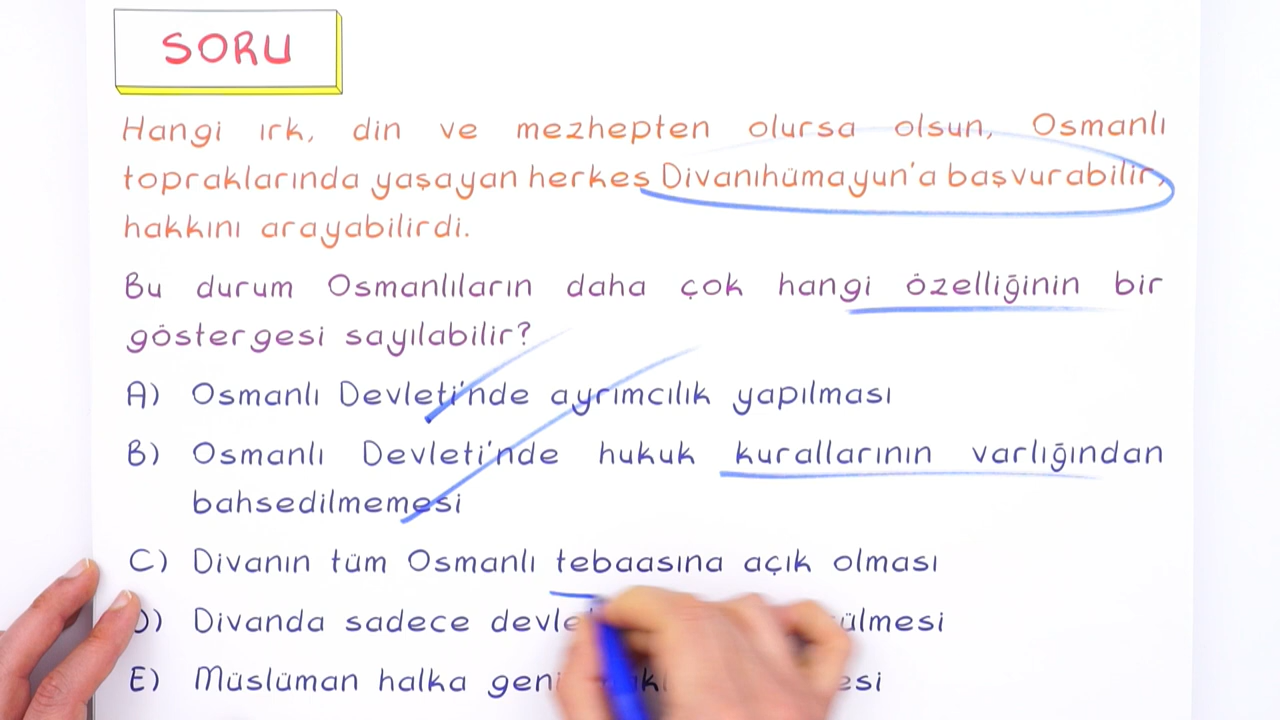 SORU
Hangi ırk, din ve mezhepten olursa olsun, Osmanlı
topraklarında yaşayan herkes Divanıhümayun'a başvurabilir,
hakkını arayabilirdi.
Bu durum Osmanlıların daha çok hangi özelliğinin bir
göstergesi sayılabilir?
A) Osmanlı Devleti'nde ayrımcılık yapılması
B) Osmanlı Devleti'nde hukuk kurallarının varlığından
bahsedilmemesi
C) Divanın tüm Osmanlı tebaasına açık olması
D) Divanda sadece
E) Müslüman halka